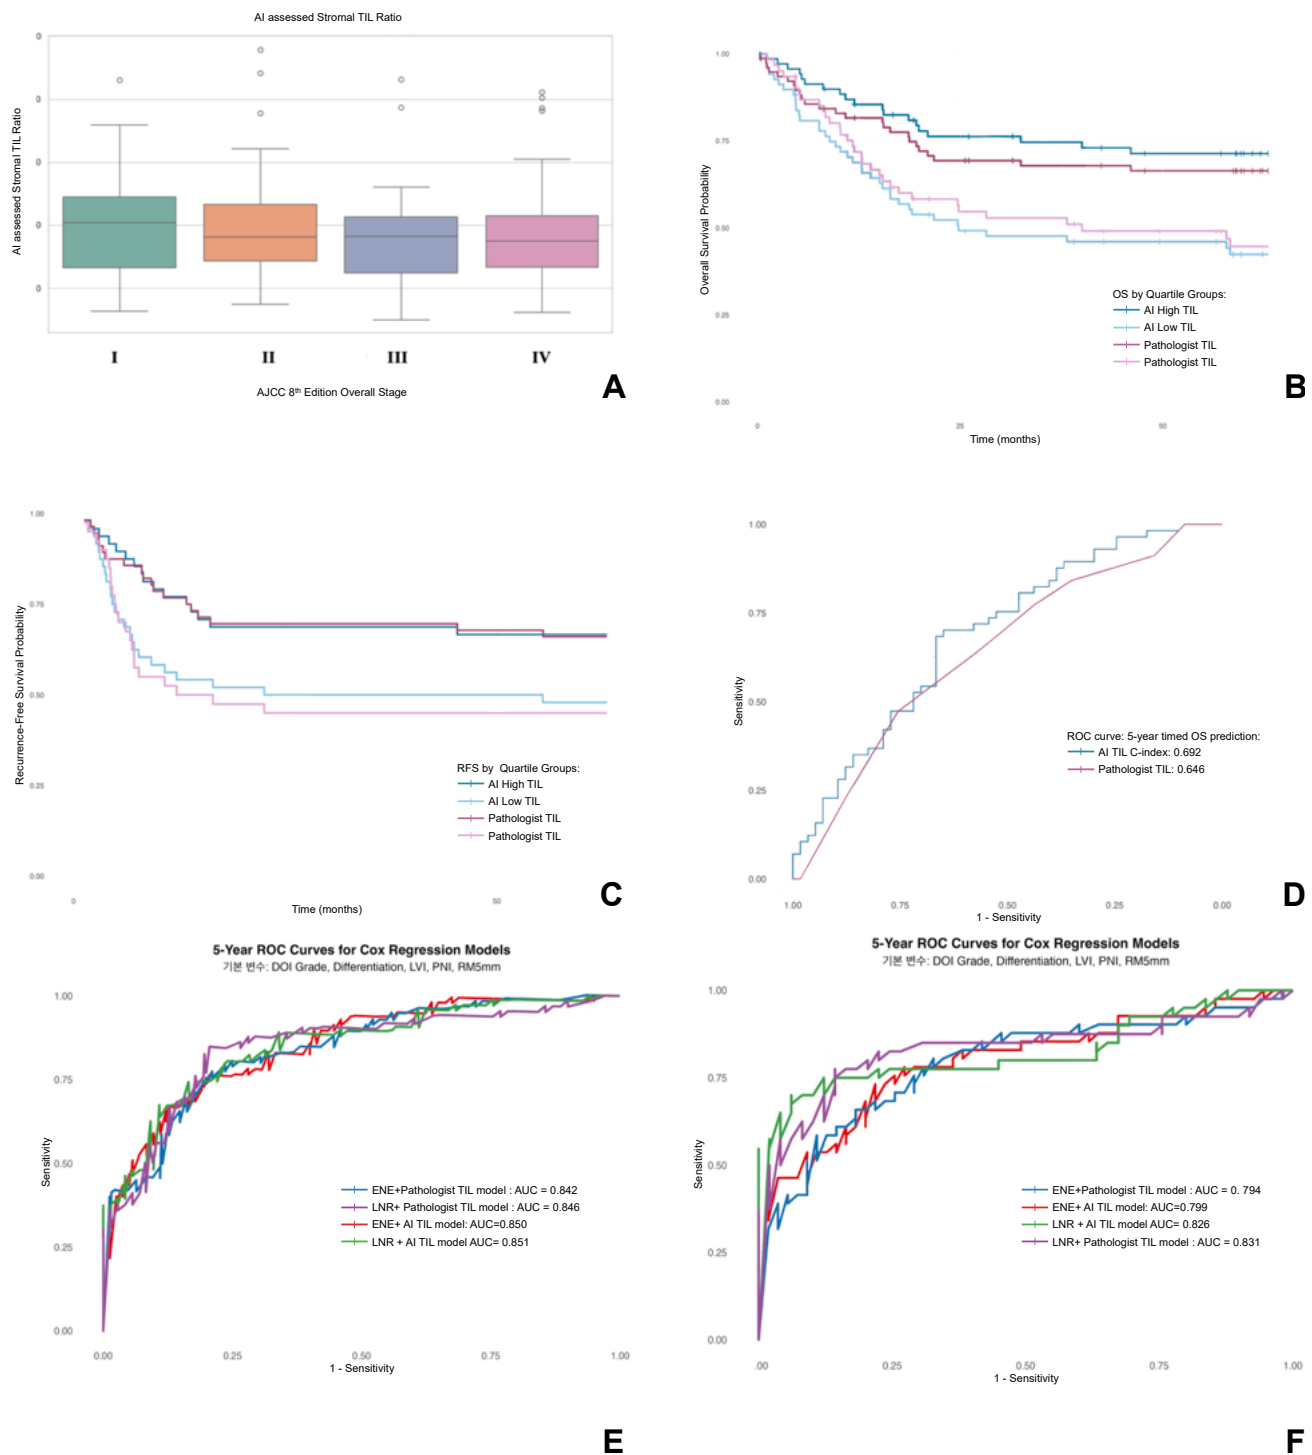 AI assessed Stromal TIL Ratio
0
0
0
0
0
AI assessed Stromal TIL Ratio
I
II
III
IV
AJCC 8th Edition Overall Stage
A
1.00
0.75
0.50
0.25
0.00
Overall Survival Probability
OS by Quartile Groups:
AI High TIL
AI Low TIL
Pathologist TIL
Pathologist TIL
0
25
50
Time (months)
B
1.00
0.75
0.50
0.25
0.00
Recurrence-Free Survival Probability
RFS by Quartile Groups:
AI High TIL
AI Low TIL
Pathologist TIL
Pathologist TIL
0
50
Time (months)
C
1.00
0.75
0.50
0.25
0.00
Sensitivity
ROC curve: 5-year timed OS prediction:
AI TIL C-index: 0.692
Pathologist TIL: 0.646
1.00
0.75
0.50
0.25
0.00
1 - Sensitivity
D
5-Year ROC Curves for Cox Regression Models
기본 변수: DOI Grade, Differentiation, LVI, PNI, RM5mm
1.00
0.75
0.50
0.25
0.00
Sensitivity
ENE+Pathologist TIL model : AUC = 0.842
LNR+ Pathologist TIL model : AUC = 0.846
ENE+ AI TIL model: AUC=0.850
LNR + AI TIL model AUC= 0.851
0.00
0.25
0.50
0.75
1.00
1 - Sensitivity
E
5-Year ROC Curves for Cox Regression Models
기본 변수: DOI Grade, Differentiation, LVI, PNI, RM5mm
1.00
0.75
0.50
0.25
0.00
Sensitivity
ENE+Pathologist TIL model : AUC = 0. 794
ENE+ AI TIL model: AUC=0.799
LNR + AI TIL model AUC= 0.826
LNR+ Pathologist TIL model : AUC = 0.831
.00
0.25
0.50
0.75
1.00
1 - Sensitivity
F